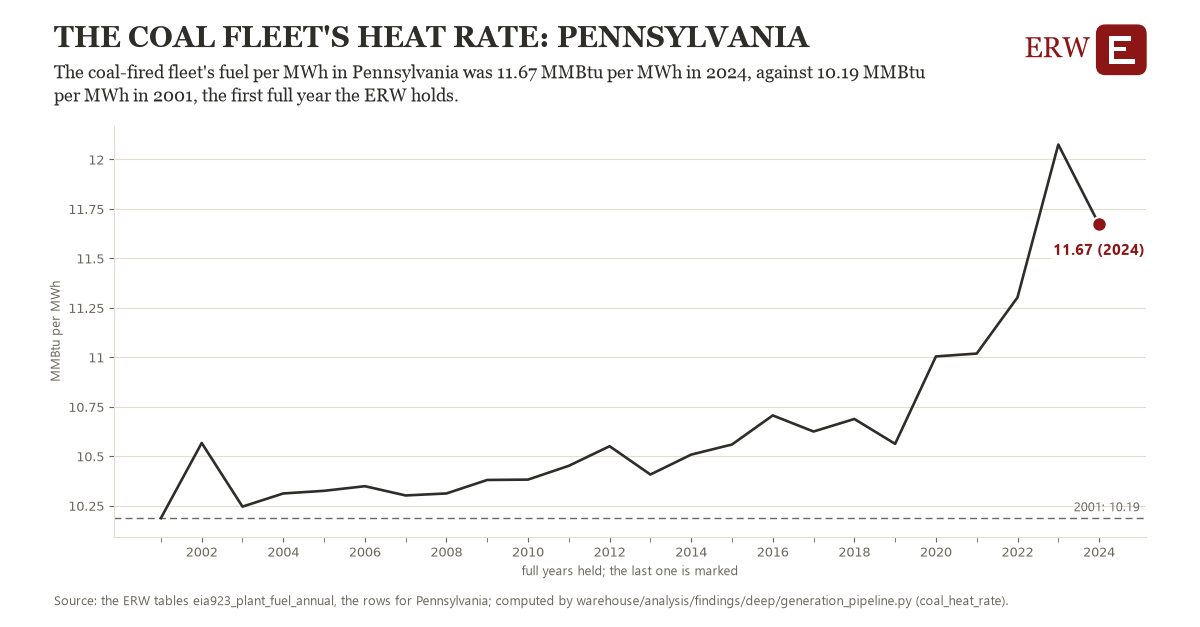 THE COAL FLEET'S HEAT RATE: PENNSYLVANIA
The coal-fired fleet's fuel per MWh in Pennsylvania was 11.67 MMBtu per MWh in 2024, against 10.19 MMBtu
per MWh in 2001, the first full year the ERW holds.
ERW E
MMBtu per MWh
12
11.75
11.5
11.25
11
10.75
10.5
10.25
11.67 (2024)
2001: 10.19
2002 2004 2006 2008 2010 2012 2014 2016 2018 2020 2022 2024
full years held; the last one is marked
Source: the ERW tables eia923_plant_fuel_annual, the rows for Pennsylvania; computed by warehouse/analysis/findings/deep/generation_pipeline.py (coal_heat_rate).